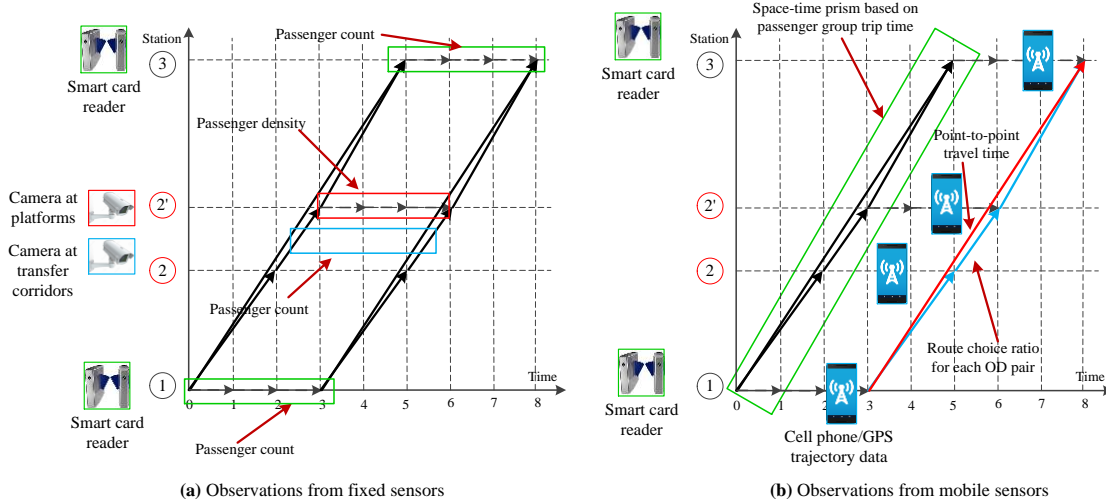 Station
Passenger count
3
Smart card
reader
Passenger density
Camera at
platforms
2'
Camera at
transfer
corridors
2
Passenger count
1
Time
0 1 2 3 4 5 6 7 8
Smart card
reader
Passenger count
(a) Observations from fixed sensors
Space-time prism based on
passenger group trip time
Station
3
Smart card
reader
Point-to-point
travel time
2'
2
Route choice ratio
for each OD pair
1
Time
0 1 2 3 4 5 6 7 8
Smart card
reader
Cell phone/GPS
trajectory data
(b) Observations from mobile sensors